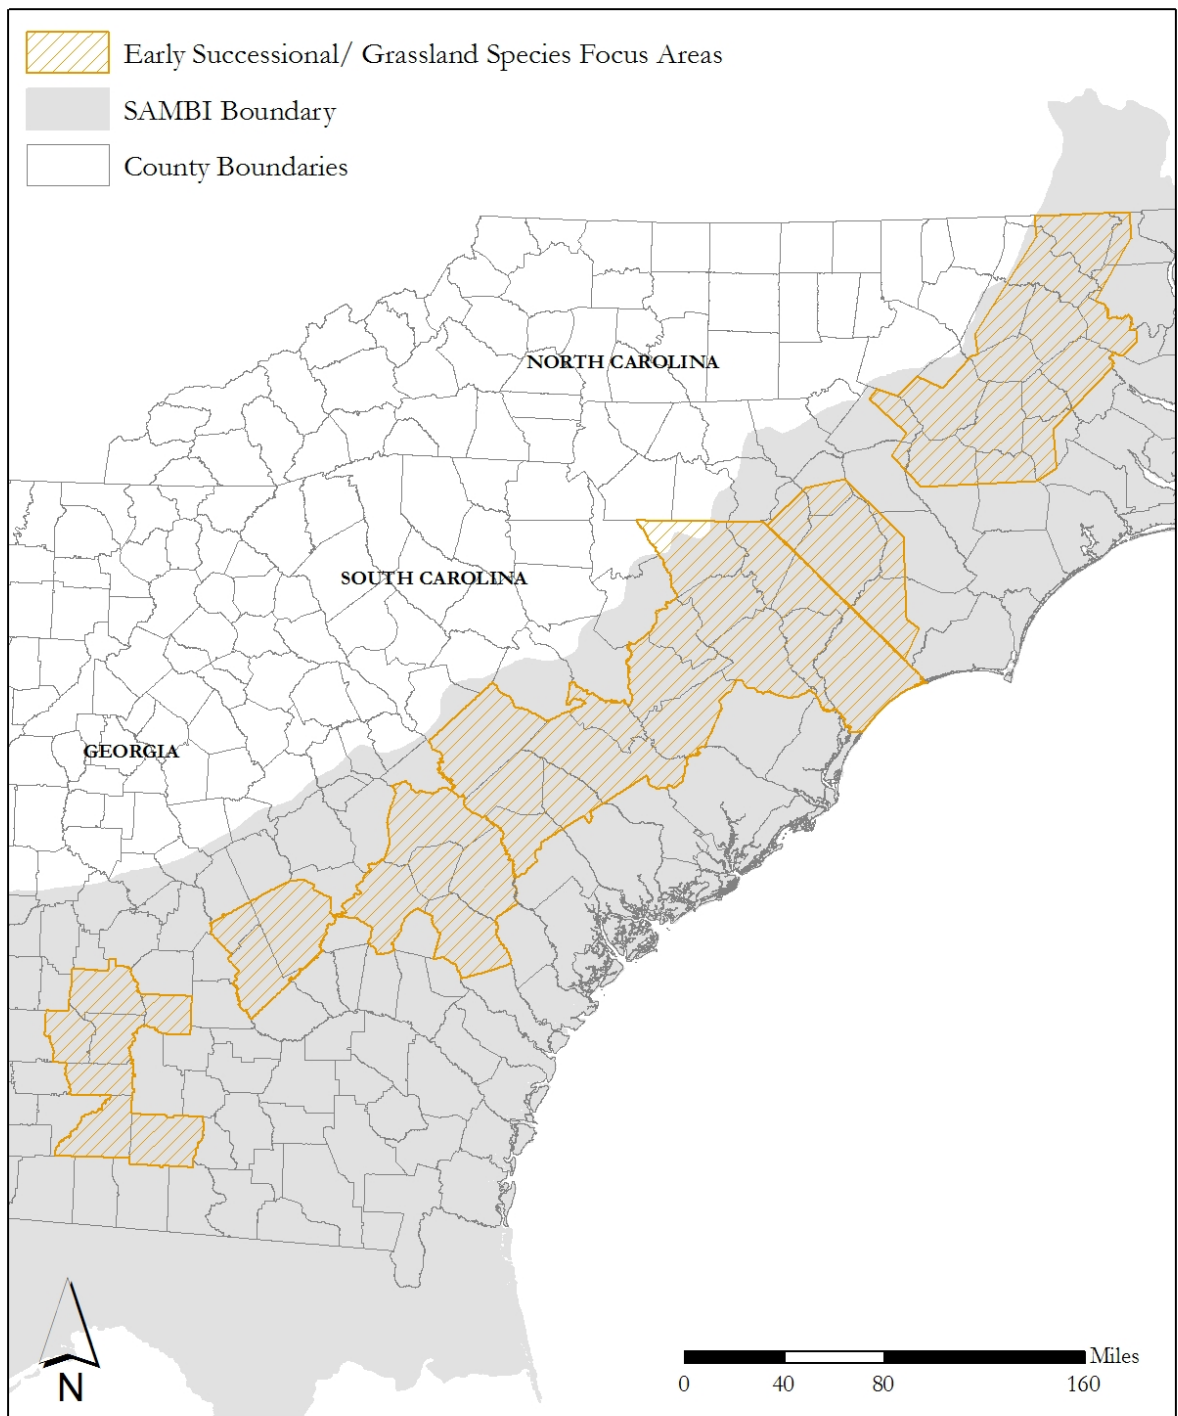 Early Successional/ Grassland Species Focus Areas
SAMBI Boundary
County Boundaries
NORTH CAROLINA
SOUTH CAROLINA
GEORGIA
N
Miles
0 40 80 160